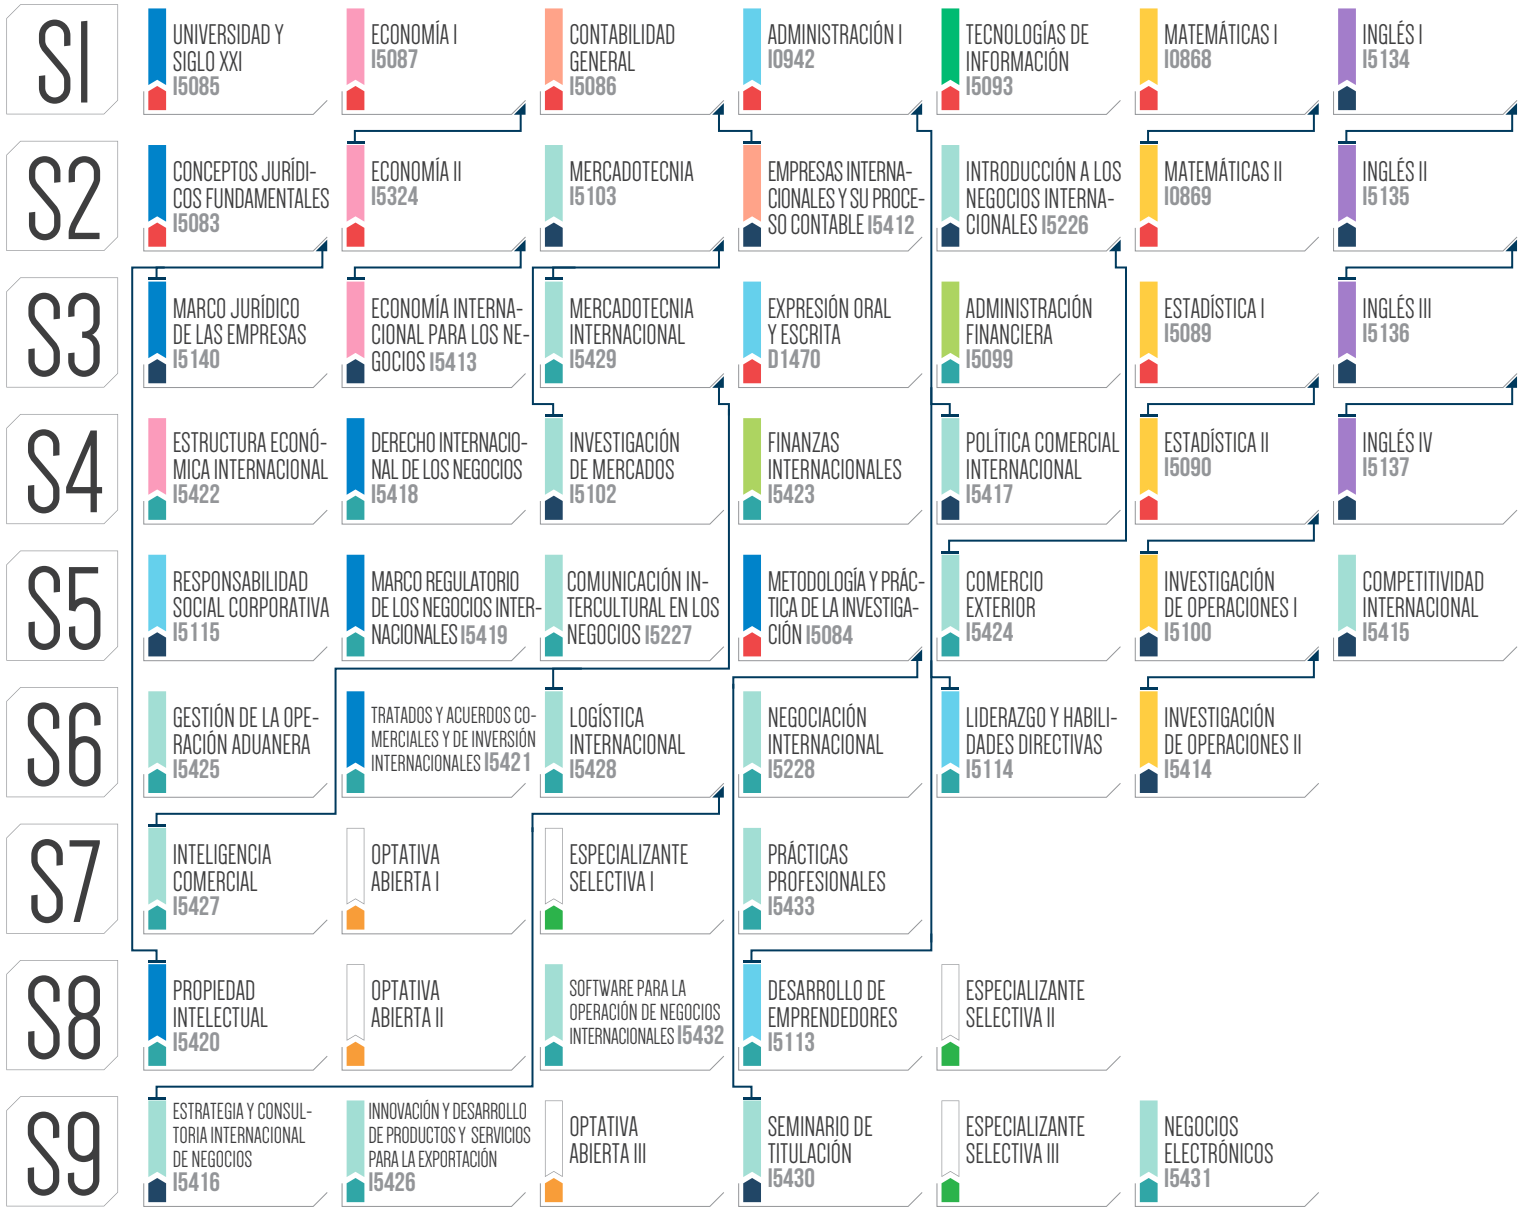 S1
UNIVERSIDAD Y
SIGLO XXI
I5085
ECONOMÍA I
I5087
CONTABILIDAD
GENERAL
I5086
ADMINISTRACIÓN I
I0942
TECNOLOGÍAS DE
INFORMACIÓN
I5093
MATEMÁTICAS I
I0868
INGLÉS I
I5134
S2
CONCEPTOS JURÍDI-
COS FUNDAMENTALES
I5083
ECONOMÍA II
I5324
MERCADOTECNIA
I5103
EMPRESAS INTERNA-
CIONALES Y SU PROCE-
SO CONTABLE I5412
INTRODUCCIÓN A LOS
NEGOCIOS INTERNA-
CIONALES I5226
MATEMÁTICAS II
I0869
INGLÉS II
I5135
S3
MARCO JURÍDICO
DE LAS EMPRESAS
I5140
ECONOMÍA INTERNA-
CIONAL PARA LOS NE-
GOCIOS I5413
MERCADOTECNIA
INTERNACIONAL
I5429
EXPRESIÓN ORAL
Y ESCRITA
D1470
ADMINISTRACIÓN
FINANCIERA
I5099
ESTADÍSTICA I
I5089
INGLÉS III
I5136
S4
ESTRUCTURA ECONÓ-
MICA INTERNACIONAL
I5422
DERECHO INTERNACIO-
NAL DE LOS NEGOCIOS
I5418
INVESTIGACIÓN
DE MERCADOS
I5102
FINANZAS
INTERNACIONALES
I5423
POLÍTICA COMERCIAL
INTERNACIONAL
I5417
ESTADÍSTICA II
I5090
INGLÉS IV
I5137
S5
RESPONSABILIDAD
SOCIAL CORPORATIVA
I5115
MARCO REGULATORIO
DE LOS NEGOCIOS INTER-
NACIONALES I5419
COMUNICACIÓN IN-
TERCULTURAL EN LOS
NEGOCIOS I5227
METODOLOGÍA Y PRÁC-
TICA DE LA INVESTIGA-
CIÓN I5084
COMERCIO
EXTERIOR
I5424
INVESTIGACIÓN
DE OPERACIONES I
I5100
COMPETITIVIDAD
INTERNACIONAL
I5415
S6
GESTIÓN DE LA OPE-
RACIÓN ADUANERA
I5425
TRATADOS Y ACUERDOS CO-
MERCIALES Y DE INVERSIÓN
INTERNACIONALES I5421
LOGÍSTICA
INTERNACIONAL
I5428
NEGOCIACIÓN
INTERNACIONAL
I5228
LIDERAZGO Y HABILI-
DADES DIRECTIVAS
I5114
INVESTIGACIÓN
DE OPERACIONES II
I5414
S7
INTELIGENCIA
COMERCIAL
I5427
OPTATIVA
ABIERTA I
ESPECIALIZANTE
SELECTIVA I
PRÁCTICAS
PROFESIONALES
I5433
S8
PROPIEDAD
INTELECTUAL
I5420
OPTATIVA
ABIERTA II
SOFTWARE PARA LA
OPERACIÓN DE NEGOCIOS
INTERNACIONALES I5432
DESARROLLO DE
EMPRENDEDORES
I5113
ESPECIALIZANTE
SELECTIVA II
S9
ESTRATEGIA Y CONSUL-
TORIA INTERNACIONAL
DE NEGOCIOS
I5416
INNOVACIÓN Y DESARROLLO
DE PRODUCTOS Y SERVICIOS
PARA LA EXPORTACIÓN
I5426
OPTATIVA
ABIERTA III
SEMINARIO DE
TITULACIÓN
I5430
ESPECIALIZANTE
SELECTIVA III
NEGOCIOS
ELECTRÓNICOS
I5431